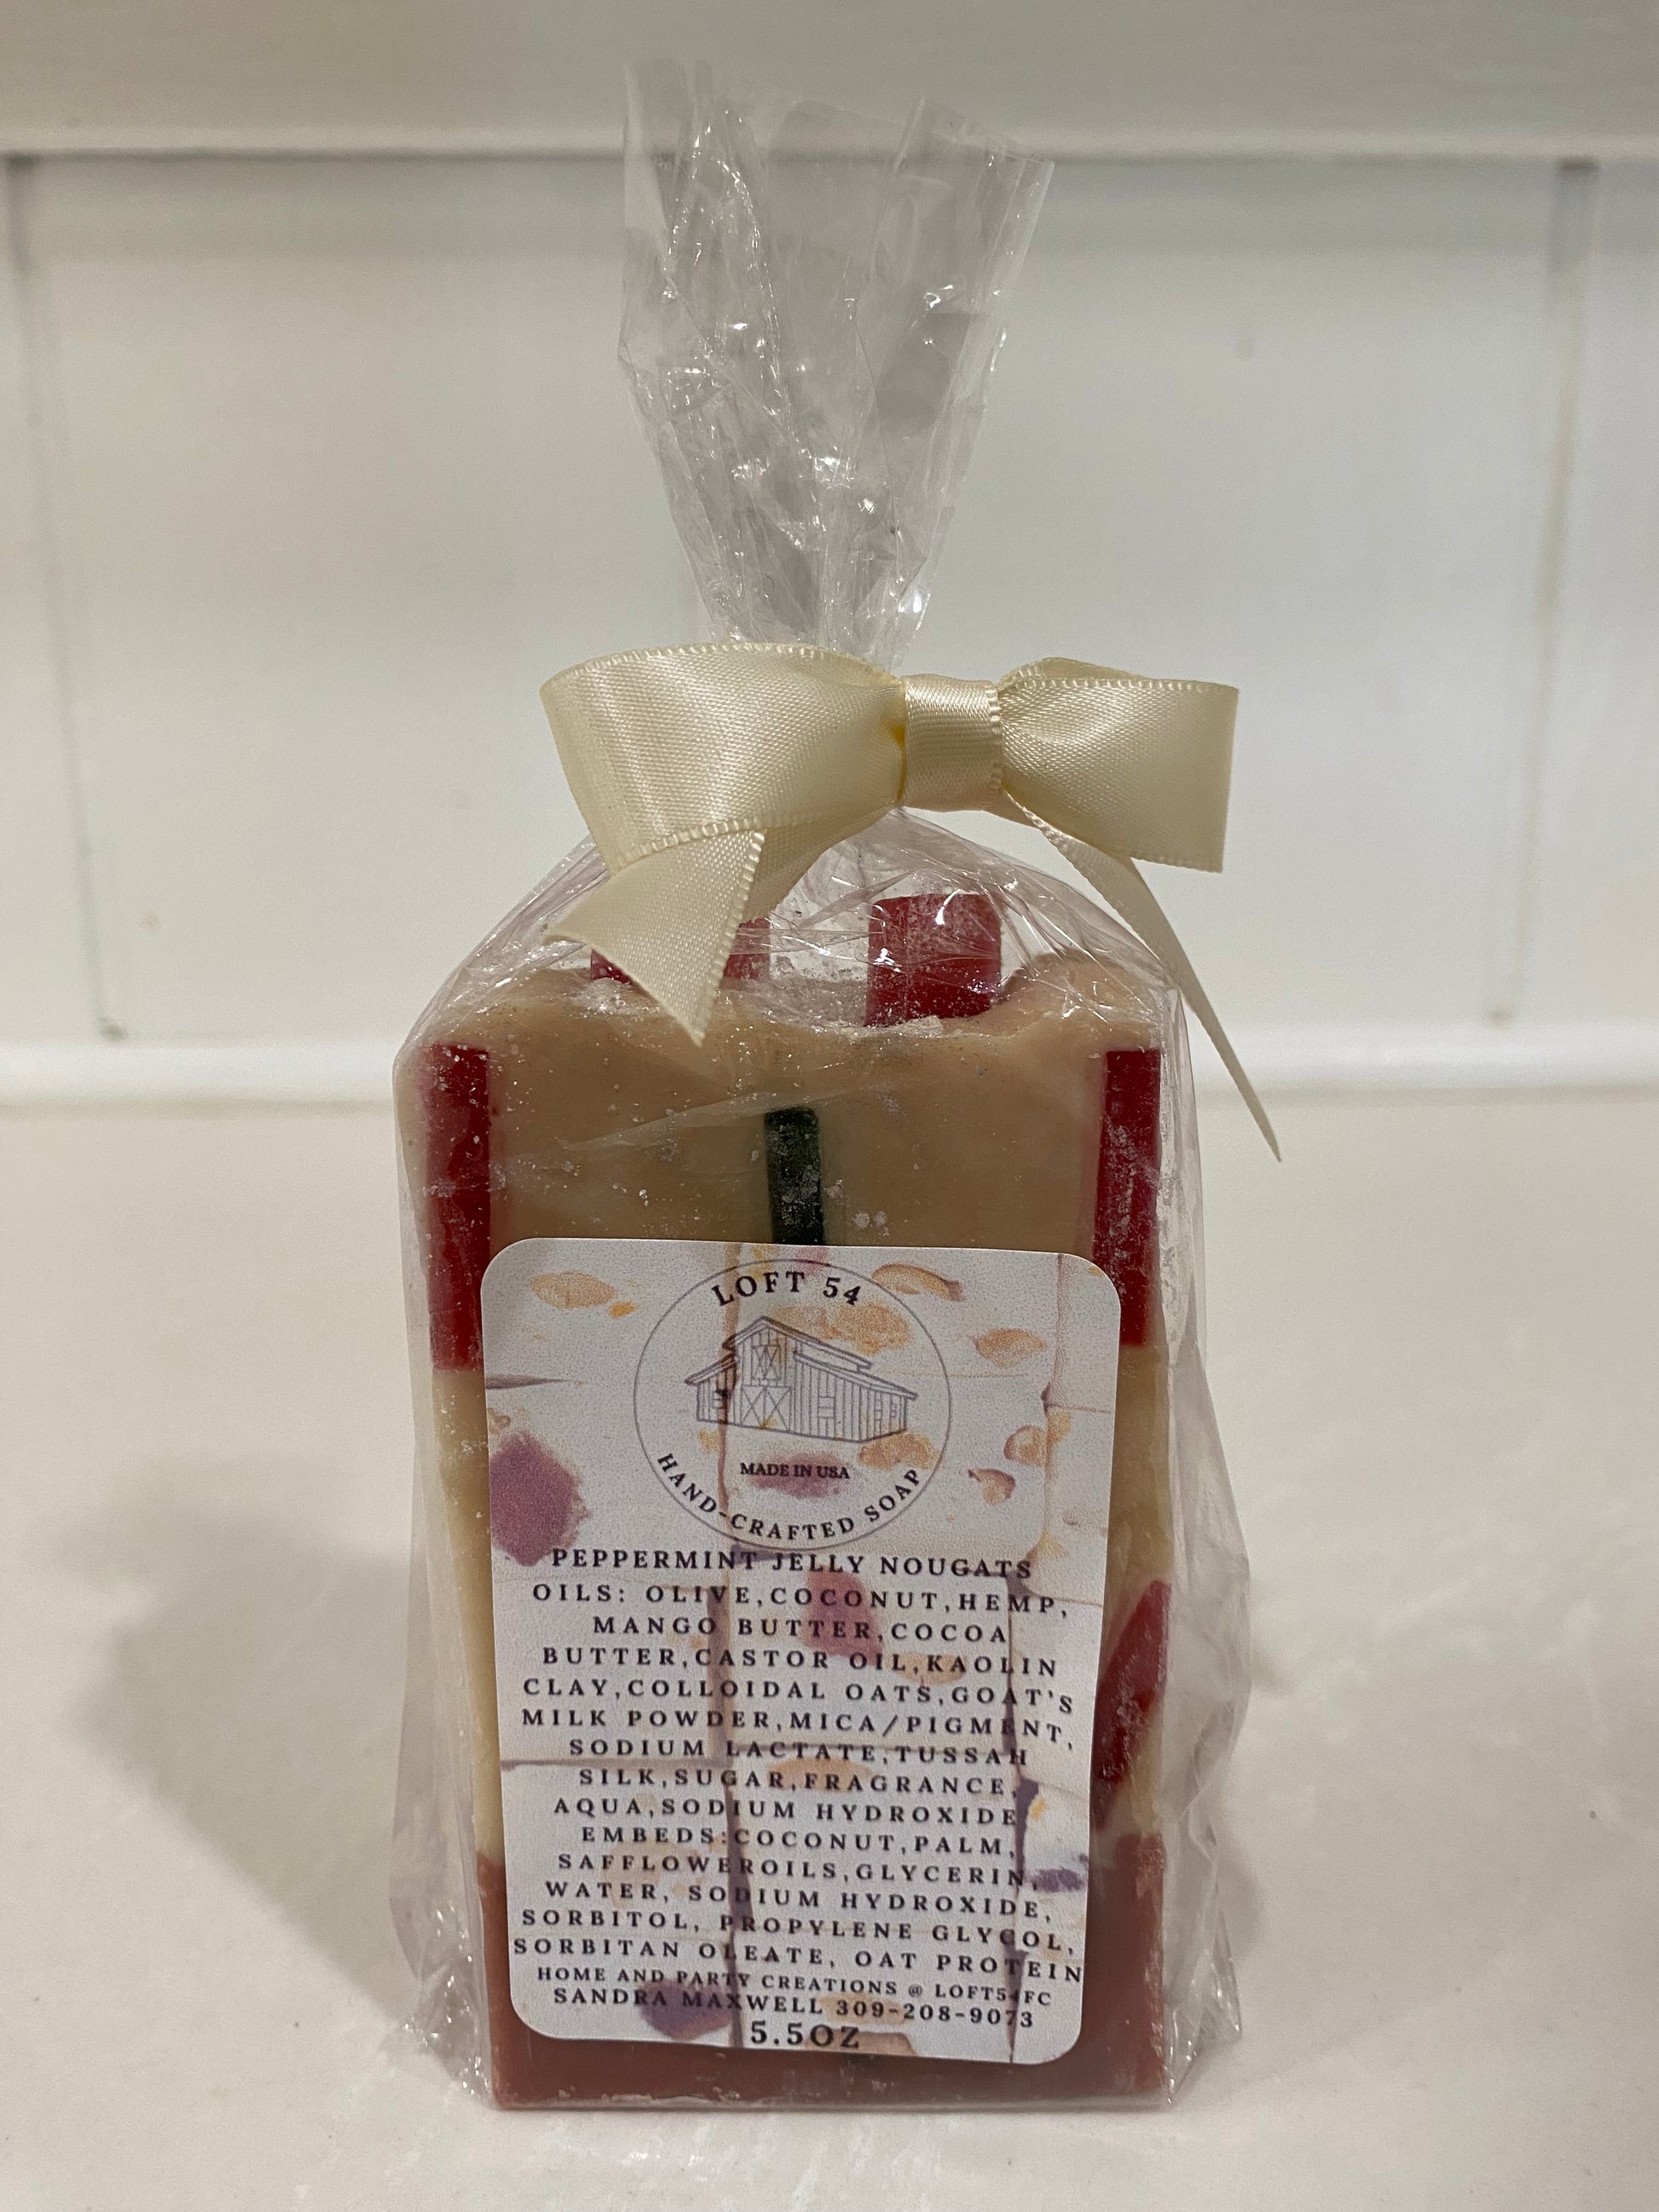 LOFT 54
MADE IN USA
HAND-CRAFTED SOAP
PEPPERMINT JELLY NOUGATS
OILS: OLIVE,COCONUT,HEMP,
MANGO BUTTER,COCOA
BUTTER,CASTOR OIL,KAOLIN
CLAY,COLLOIDAL OATS,GOAT'S
MILK POWDER,MICA/PIGMENT,
SODIUM LACTATE,TUSSAH
SILK,SUGAR,FRAGRANCE,
AQUA,SODIUM HYDROXIDE
EMBEDS:COCONUT,PALM,
SAFFLOWEROILS,GLYCERIN,
WATER, SODIUM HYDROXIDE,
SORBITOL, PROPYLENE GLYCOL,
SORBITAN OLEATE, OAT PROTEIN
HOME AND PARTY CREATIONS @ LOFT54FC
SANDRA MAXWELL 309-208-9073
5.5OZ